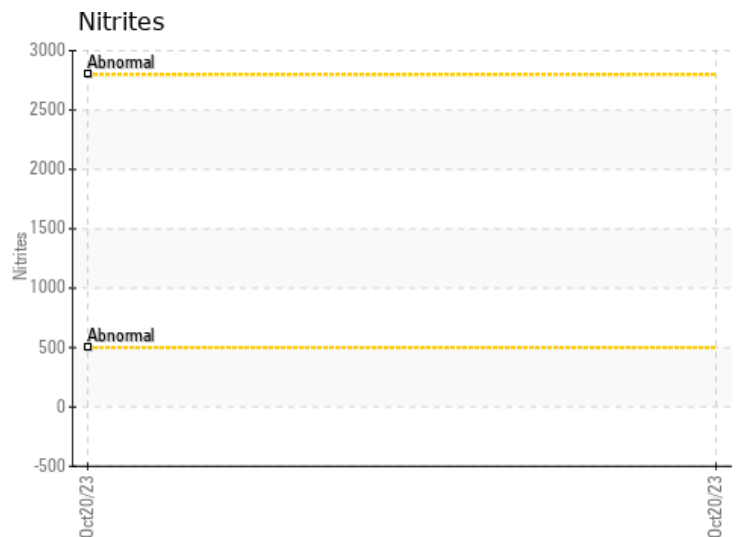 Nitrites
3000
Abnormal
2500
2000
1500
Nitrites
1000
Abnormal
500
0
-500
Oct20/23
Oct20/23